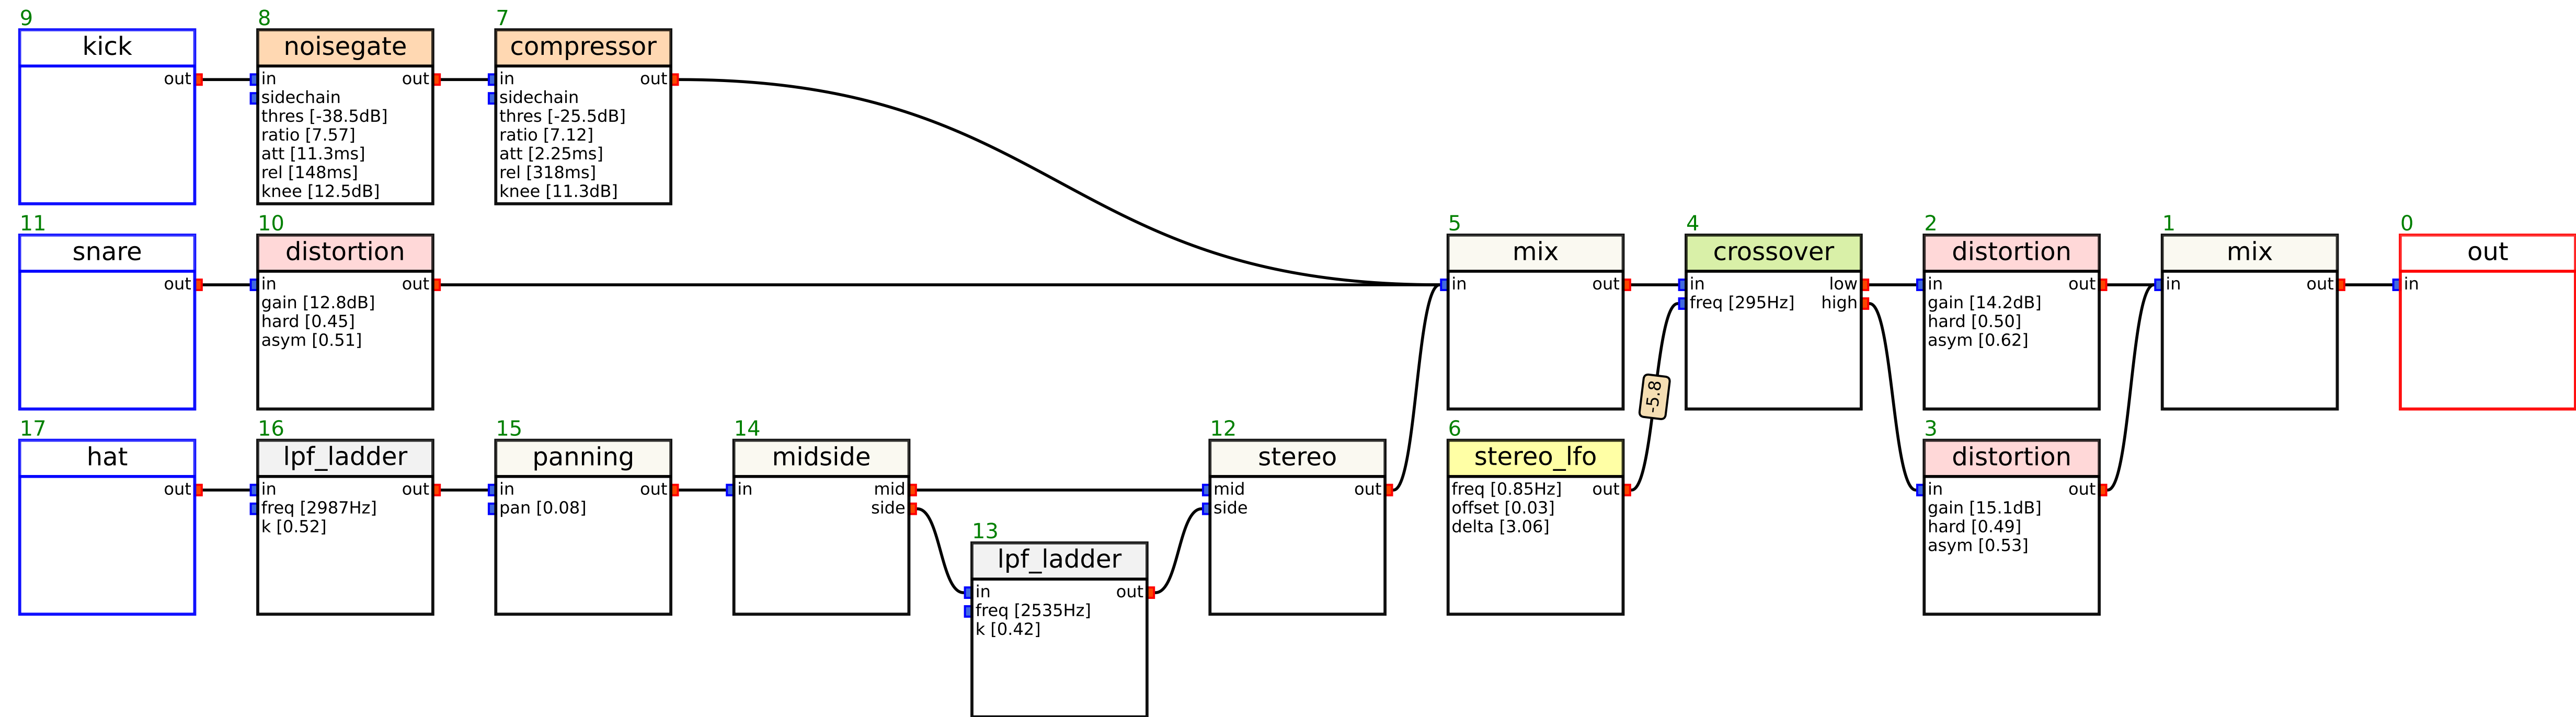 9
kick
out
8
noisegate
in out
sidechain
thres [-38.5dB]
ratio [7.57]
att [11.3ms]
rel [148ms]
knee [12.5dB]
7
compressor
in out
sidechain
thres [-25.5dB]
ratio [7.12]
att [2.25ms]
rel [318ms]
knee [11.3dB]
11
snare
out
10
distortion
in out
gain [12.8dB]
hard [0.45]
asym [0.51]
5
mix
in out
4
crossover
in low
freq [295Hz] high
2
distortion
in out
gain [14.2dB]
hard [0.50]
asym [0.62]
1
mix
in out
0
out
in
-5.8
17
hat
out
16
lpf_ladder
in out
freq [2987Hz]
k [0.52]
15
panning
in out
pan [0.08]
14
midside
in mid
side
13
lpf_ladder
in out
freq [2535Hz]
k [0.42]
12
stereo
mid out
side
6
stereo_lfo
freq [0.85Hz] out
offset [0.03]
delta [3.06]
3
distortion
in out
gain [15.1dB]
hard [0.49]
asym [0.53]